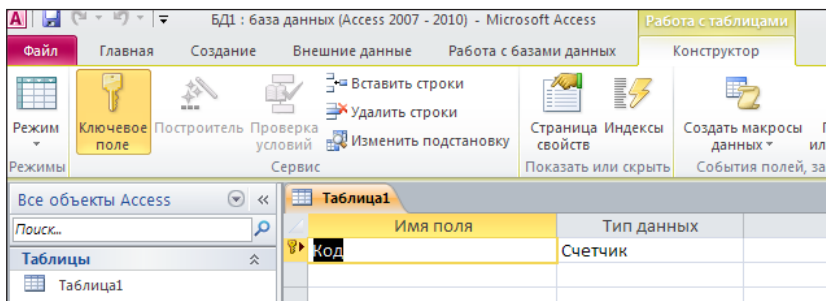 БД1 : база данных (Access 2007 - 2010) - Microsoft Access Работа с таблицами
Файл Главная Создание Внешние данные Работа с базами данных Конструктор
Режим
Ключевое поле
Построитель
Проверка условий
Вставить строки
Удалить строки
Изменить подстановку
Страница свойств
Индексы
Создать макросы данных
Режимы Сервис Показать или скрыть События полей, за
Все объекты Access
Таблица1
Поиск...
Имя поля Тип данных
Код Счетчик
Таблицы
Таблица1